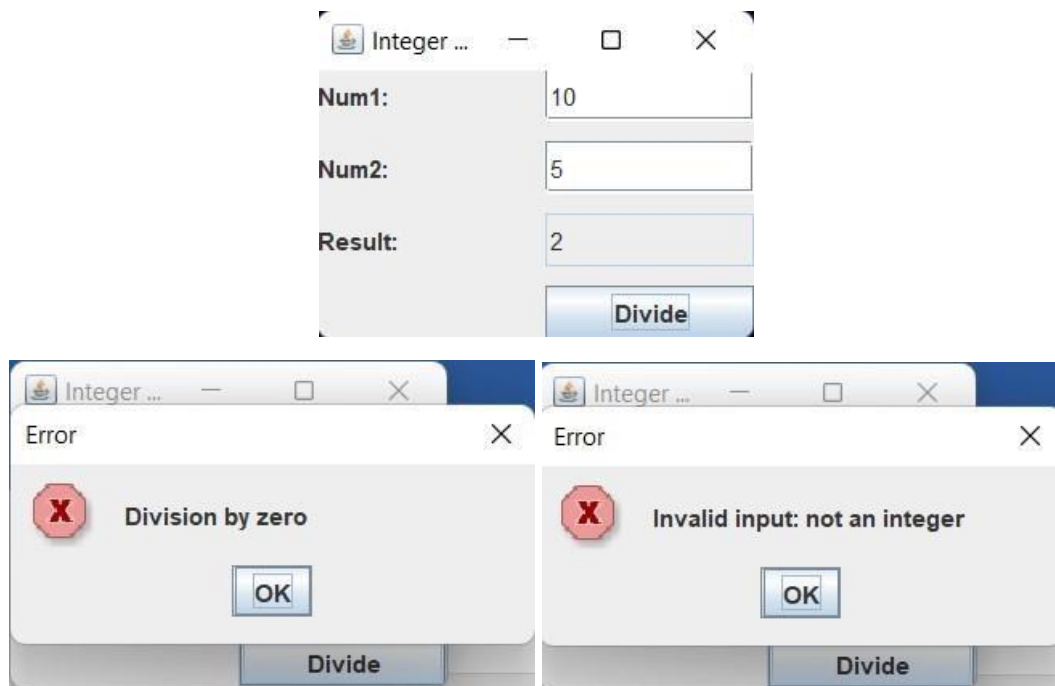 Integer ...
Num1: 10
Num2: 5
Result: 2
Divide
Integer ...
Error
Division by zero
OK
Divide
Integer ...
Error
Invalid input: not an integer
OK
Divide